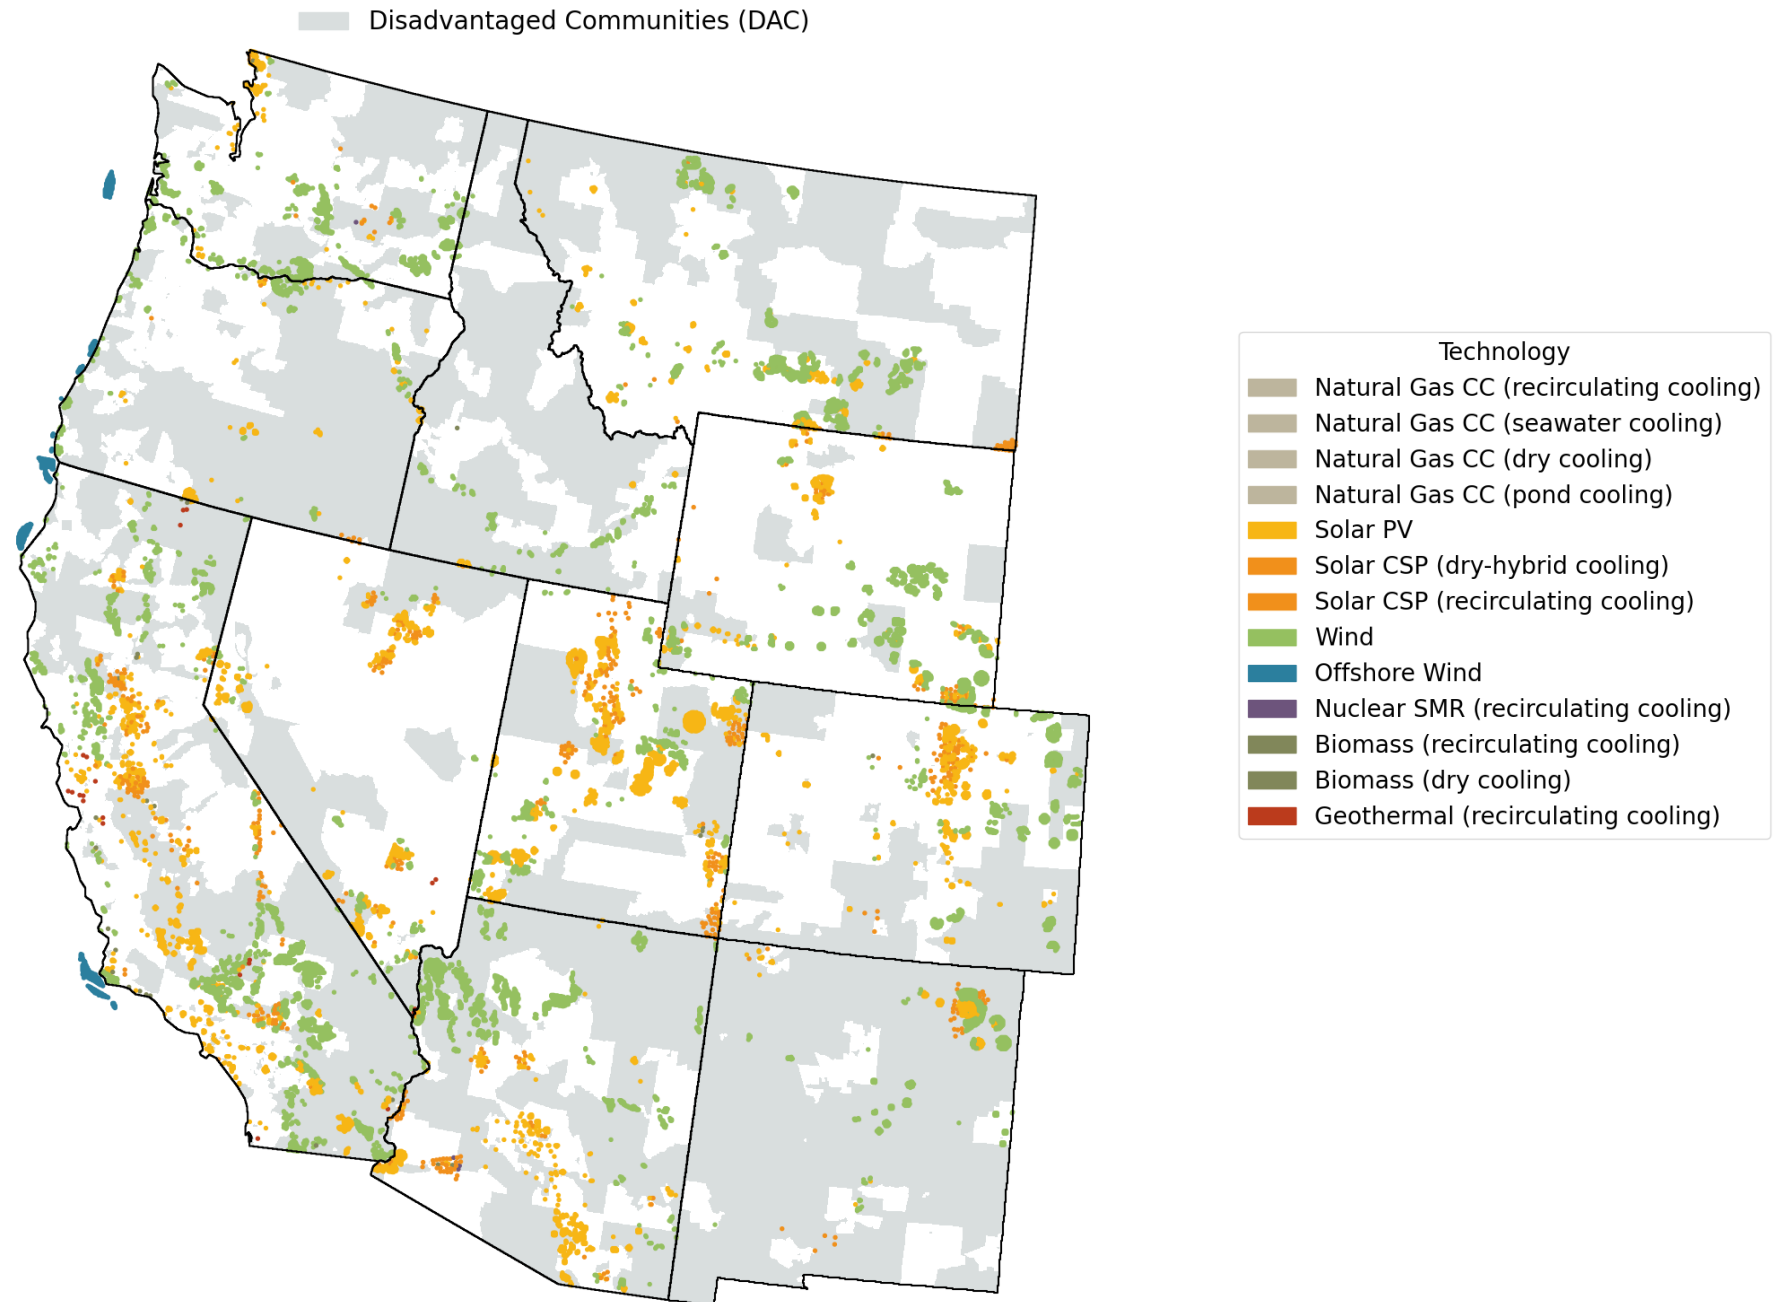 Disadvantaged Communities (DAC)
Technology
Natural Gas CC (recirculating cooling)
Natural Gas CC (seawater cooling)
Natural Gas CC (dry cooling)
Natural Gas CC (pond cooling)
Solar PV
Solar CSP (dry-hybrid cooling)
Solar CSP (recirculating cooling)
Wind
Offshore Wind
Nuclear SMR (recirculating cooling)
Biomass (recirculating cooling)
Biomass (dry cooling)
Geothermal (recirculating cooling)